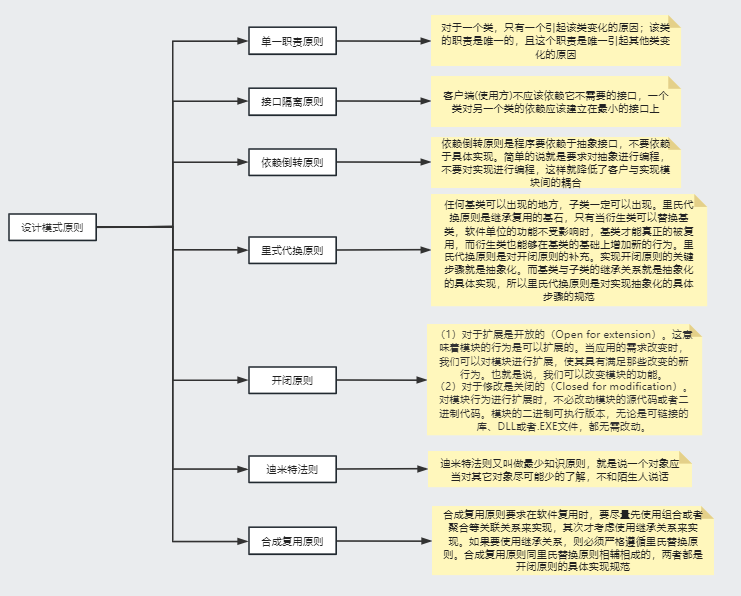 设计模式原则
单一职责原则
对于一个类，只有一个引起该类变化的原因；该类
的职责是唯一的，且这个职责是唯一引起其他类变
化的原因
接口隔离原则
客户端(使用方)不应该依赖它不需要的接口，一个
类对另一个类的依赖应该建立在最小的接口上
依赖倒转原则
依赖倒转原则是程序要依赖于抽象接口，不要依赖
于具体实现。简单的说就是要求对抽象进行编程，
不要对实现进行编程，这样就降低了客户与实现模
块间的耦合
里式代换原则
任何基类可以出现的地方，子类一定可以出现。里氏代
换原则是继承复用的基石，只有当衍生类可以替换基
类，软件单位的功能不受影响时，基类才能真正的被复
用，而衍生类也能够在基类的基础上增加新的行为。里
氏代换原则是对开闭原则的补充。实现开闭原则的关键
步骤就是抽象化。而基类与子类的继承关系就是抽象化
的具体实现，所以里氏代换原则是对实现抽象化的具体
步骤的规范
开闭原则
（1）对于扩展是开放的（Open for extension）。这意
味着模块的行为是可以扩展的。当应用的需求改变时，
我们可以对模块进行扩展，使其具有满足那些改变的新
行为。也就是说，我们可以改变模块的功能。
（2）对于修改是关闭的（Closed for modification）。
对模块行为进行扩展时，不必改动模块的源代码或者二
进制代码。模块的二进制可执行版本，无论是可链接的
库、DLL或者.EXE文件，都无需改动。
迪米特法则
迪米特法则又叫做最少知识原则，就是说一个对象应
当对其它对象尽可能少的了解，不和陌生人说话
合成复用原则
合成复用原则要求在软件复用时，要尽量先使用组合或者
聚合等关联关系来实现，其次才考虑使用继承关系来实
现。如果要使用继承关系，则必须严格遵循里氏替换原
则。合成复用原则同里氏替换原则相辅相成的，两者都是
开闭原则的具体实现规范